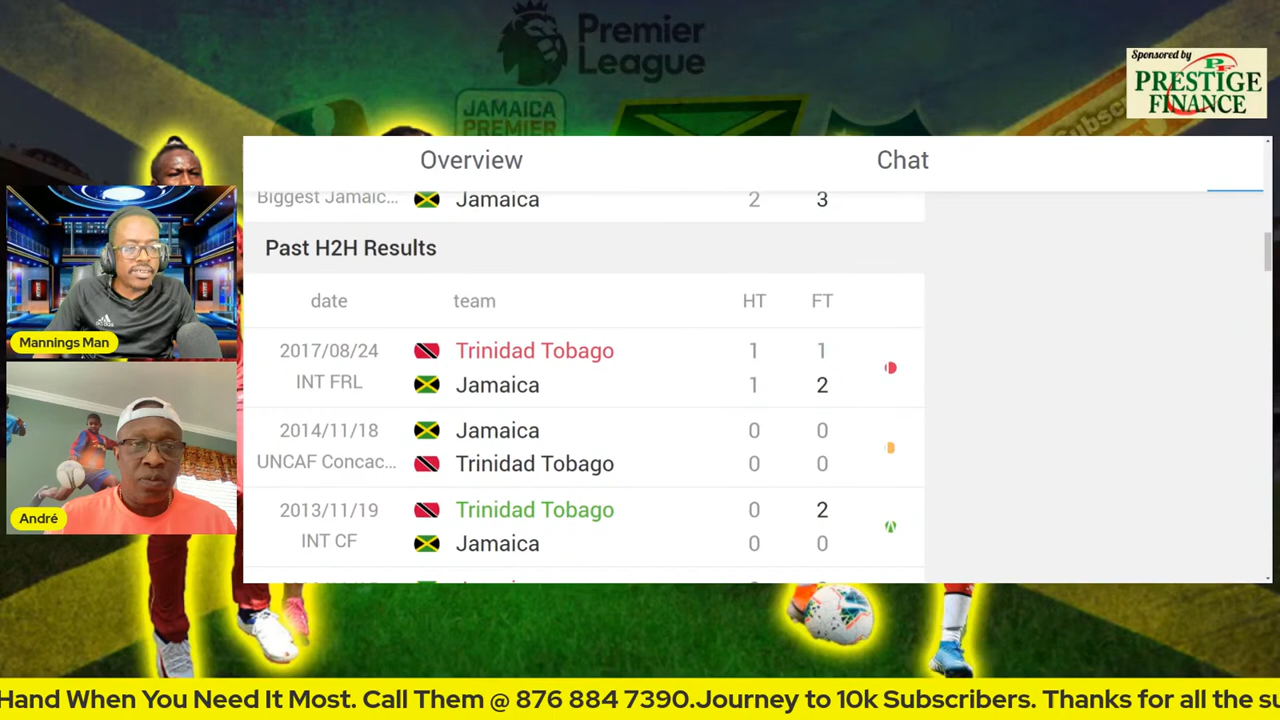 Premier
League
Sponsored by
PF
PRESTIGE
FINANCE
JAMAICA
PREMIER
Subscri
Overview Chat
Biggest Jamaic... Jamaica 2 3
Past H2H Results
date team HT FT
2017/08/24 Trinidad Tobago 1 1
INT FRL Jamaica 1 2
2014/11/18 Jamaica 0 0
UNCAF Concac... Trinidad Tobago 0 0
2013/11/19 Trinidad Tobago 0 2
INT CF Jamaica 0 0
Mannings Man
André
Hand When You Need It Most. Call Them @ 876 884 7390.Journey to 10k Subscribers. Thanks for all the su